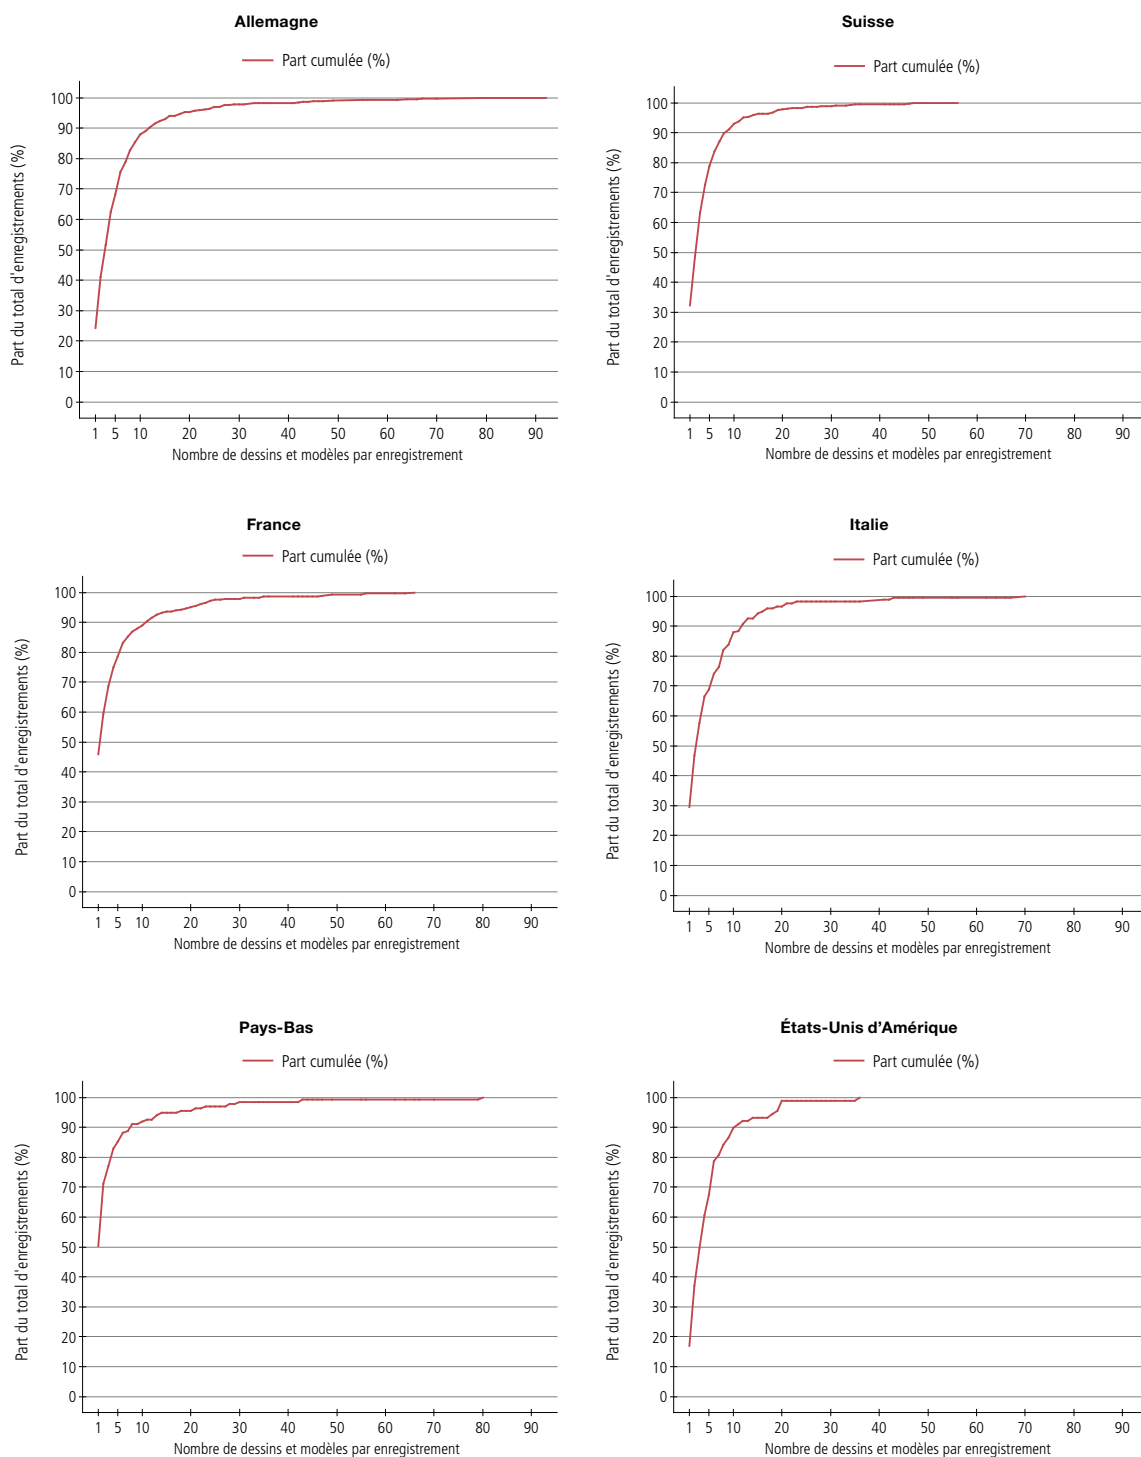 Allemagne
Part cumulée (%)
Part du total d'enregistrements (%)
100
90
80
70
60
50
40
30
20
10
0
1 5 10 20 30 40 50 60 70 80 90
Nombre de dessins et modèles par enregistrement
Suisse
Part cumulée (%)
Part du total d'enregistrements (%)
100
90
80
70
60
50
40
30
20
10
0
1 5 10 20 30 40 50 60 70 80 90
Nombre de dessins et modèles par enregistrement
France
Part cumulée (%)
Part du total d'enregistrements (%)
100
90
80
70
60
50
40
30
20
10
0
1 5 10 20 30 40 50 60 70 80 90
Nombre de dessins et modèles par enregistrement
Italie
Part cumulée (%)
Part du total d'enregistrements (%)
100
90
80
70
60
50
40
30
20
10
0
1 5 10 20 30 40 50 60 70 80 90
Nombre de dessins et modèles par enregistrement
Pays-Bas
Part cumulée (%)
Part du total d'enregistrements (%)
100
90
80
70
60
50
40
30
20
10
0
1 5 10 20 30 40 50 60 70 80 90
Nombre de dessins et modèles par enregistrement
États-Unis d’Amérique
Part cumulée (%)
Part du total d'enregistrements (%)
100
90
80
70
60
50
40
30
20
10
0
1 5 10 20 30 40 50 60 70 80 90
Nombre de dessins et modèles par enregistrement